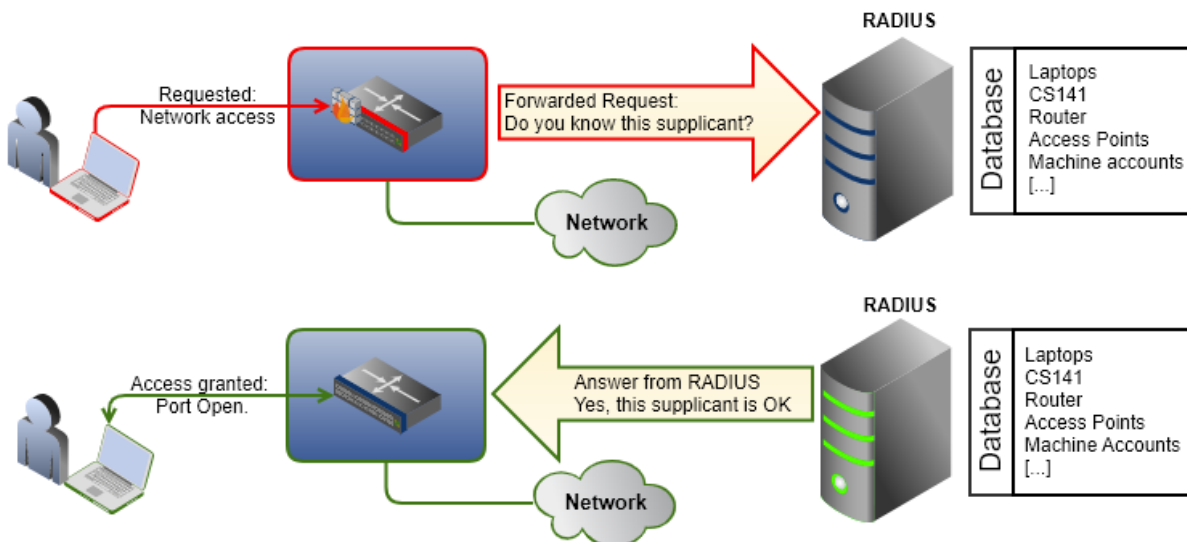 RADIUS
Requested:
Network access
Forwarded Request:
Do you know this supplicant?
Network
Database
Laptops
CS141
Router
Access Points
Machine accounts
[...]
RADIUS
Access granted:
Port Open.
Answer from RADIUS
Yes, this supplicant is OK
Network
Database
Laptops
CS141
Router
Access Points
Machine Accounts
[...]